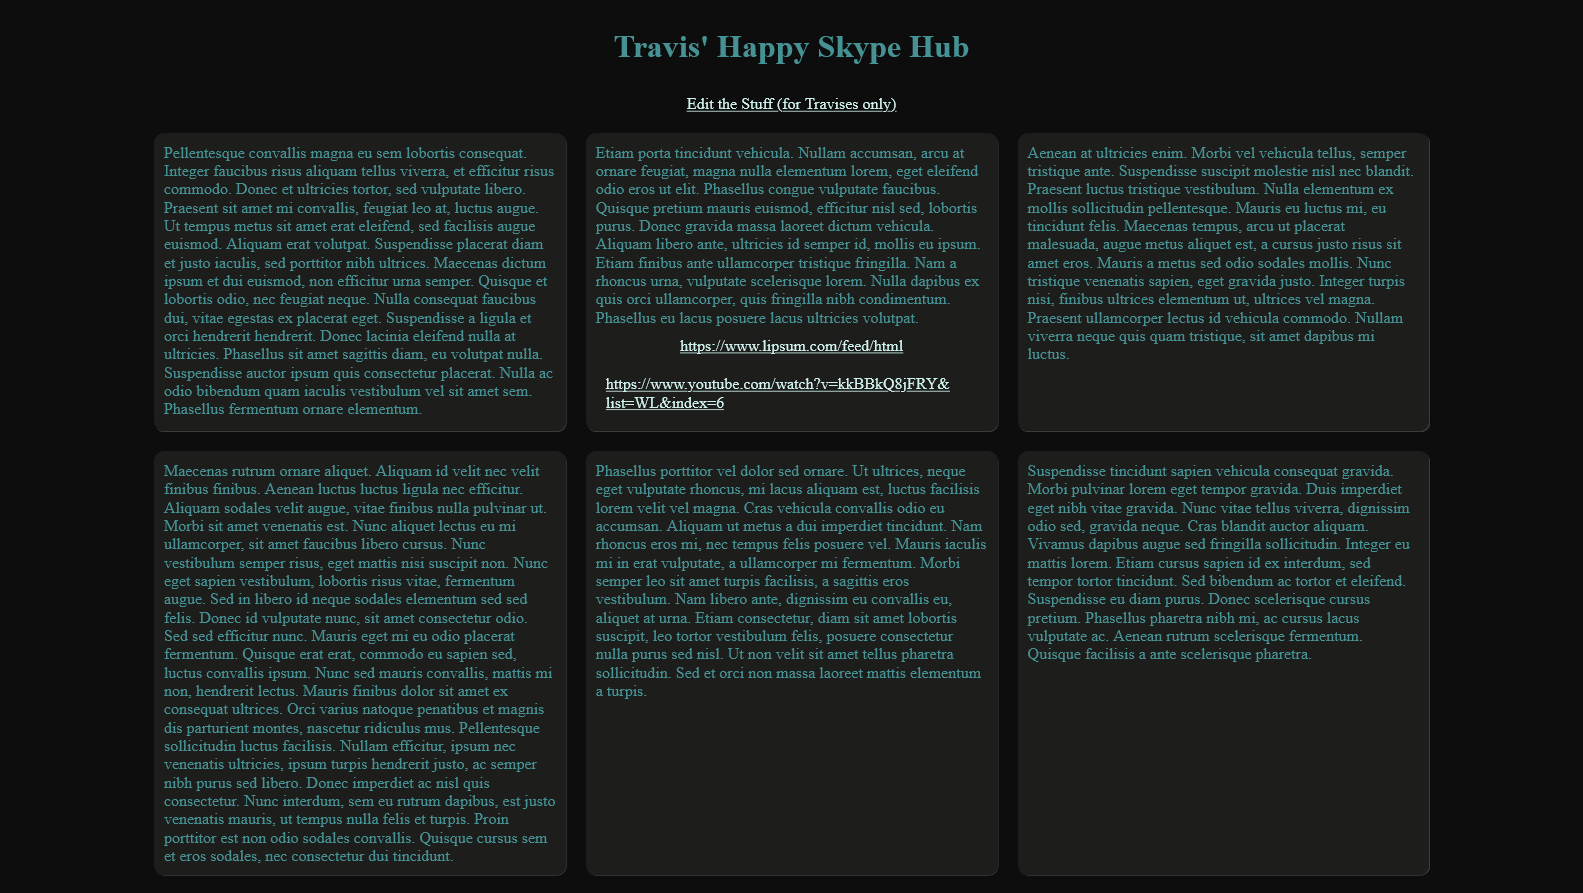 Travis' Happy Skype Hub
Edit the Stuff (for Travises only)
Pellentesque convallis magna eu sem lobortis consequat.
Integer faucibus risus aliquam tellus viverra, et efficitur risus
commodo. Donec et ultricies tortor, sed vulputate libero.
Praesent sit amet mi convallis, feugiat leo at, luctus augue.
Ut tempus metus sit amet erat eleifend, sed facilisis augue
euismod. Aliquam erat volutpat. Suspendisse placerat diam
et justo iaculis, sed porttitor nibh ultrices. Maecenas dictum
ipsum et dui euismod, non efficitur urna semper. Quisque et
lobortis odio, nec feugiat neque. Nulla consequat faucibus
dui, vitae egestas ex placerat eget. Suspendisse a ligula et
orci hendrerit hendrerit. Donec lacinia eleifend nulla at
ultricies. Phasellus sit amet sagittis diam, eu volutpat nulla.
Suspendisse auctor ipsum quis consectetur placerat. Nulla ac
odio bibendum quam iaculis vestibulum vel sit amet sem.
Phasellus fermentum ornare elementum.
Etiam porta tincidunt vehicula. Nullam accumsan, arcu at
ornare feugiat, magna nulla elementum lorem, eget eleifend
odio eros ut elit. Phasellus congue vulputate faucibus.
Quisque pretium mauris euismod, efficitur nisl sed, lobortis
purus. Donec gravida massa laoreet dictum vehicula.
Aliquam libero ante, ultricies id semper id, mollis eu ipsum.
Etiam finibus ante ullamcorper tristique fringilla. Nam a
rhoncus urna, vulputate scelerisque lorem. Nulla dapibus ex
quis orci ullamcorper, quis fringilla nibh condimentum.
Phasellus eu lacus posuere lacus ultricies volutpat.
https://www.lipsum.com/feed/html
https://www.youtube.com/watch?v=kkBBkQ8jFRY&
list=WL&index=6
Aenean at ultricies enim. Morbi vel vehicula tellus, semper
tristique ante. Suspendisse suscipit molestie nisl nec blandit.
Praesent luctus tristique vestibulum. Nulla elementum ex
mollis sollicitudin pellentesque. Mauris eu luctus mi, eu
tincidunt felis. Maecenas tempus, arcu ut placerat
malesuada, augue metus aliquet est, a cursus justo risus sit
amet eros. Mauris a metus sed odio sodales mollis. Nunc
tristique venenatis sapien, eget gravida justo. Integer turpis
nisi, finibus ultrices elementum ut, ultrices vel magna.
Praesent ullamcorper lectus id vehicula commodo. Nullam
viverra neque quis quam tristique, sit amet dapibus mi
luctus.
Maecenas rutrum ornare aliquet. Aliquam id velit nec velit
finibus finibus. Aenean luctus luctus ligula nec efficitur.
Aliquam sodales velit augue, vitae finibus nulla pulvinar ut.
Morbi sit amet venenatis est. Nunc aliquet lectus eu mi
ullamcorper, sit amet faucibus libero cursus. Nunc
vestibulum semper risus, eget mattis nisi suscipit non. Nunc
eget sapien vestibulum, lobortis risus vitae, fermentum
augue. Sed in libero id neque sodales elementum sed sed
felis. Donec id vulputate nunc, sit amet consectetur odio.
Sed sed efficitur nunc. Mauris eget mi eu odio placerat
fermentum. Quisque erat erat, commodo eu sapien sed,
luctus convallis ipsum. Nunc sed mauris convallis, mattis mi
non, hendrerit lectus. Mauris finibus dolor sit amet ex
consequat ultrices. Orci varius natoque penatibus et magnis
dis parturient montes, nascetur ridiculus mus. Pellentesque
sollicitudin luctus facilisis. Nullam efficitur, ipsum nec
venenatis ultricies, ipsum turpis hendrerit justo, ac semper
nibh purus sed libero. Donec imperdiet ac nisl quis
consectetur. Nunc interdum, sem eu rutrum dapibus, est justo
venenatis mauris, ut tempus nulla felis et turpis. Proin
porttitor est non odio sodales convallis. Quisque cursus sem
et eros sodales, nec consectetur dui tincidunt.
Phasellus porttitor vel dolor sed ornare. Ut ultrices, neque
eget vulputate rhoncus, mi lacus aliquam est, luctus facilisis
lorem velit vel magna. Cras vehicula convallis odio eu
accumsan. Aliquam ut metus a dui imperdiet tincidunt. Nam
rhoncus eros mi, nec tempus felis posuere vel. Mauris iaculis
mi in erat vulputate, a ullamcorper mi fermentum. Morbi
semper leo sit amet turpis facilisis, a sagittis eros
vestibulum. Nam libero ante, dignissim eu convallis eu,
aliquet at urna. Etiam consectetur, diam sit amet lobortis
suscipit, leo tortor vestibulum felis, posuere consectetur
nulla purus sed nisl. Ut non velit sit amet tellus pharetra
sollicitudin. Sed et orci non massa laoreet mattis elementum
a turpis.
Suspendisse tincidunt sapien vehicula consequat gravida.
Morbi pulvinar lorem eget tempor gravida. Duis imperdiet
eget nibh vitae gravida. Nunc vitae tellus viverra, dignissim
odio sed, gravida neque. Cras blandit auctor aliquam.
Vivamus dapibus augue sed fringilla sollicitudin. Integer eu
mattis lorem. Etiam cursus sapien id ex interdum, sed
tempor tortor tincidunt. Sed bibendum ac tortor et eleifend.
Suspendisse eu diam purus. Donec scelerisque cursus
pretium. Phasellus pharetra nibh mi, ac cursus lacus
vulputate ac. Aenean rutrum scelerisque fermentum.
Quisque facilisis a ante scelerisque pharetra.